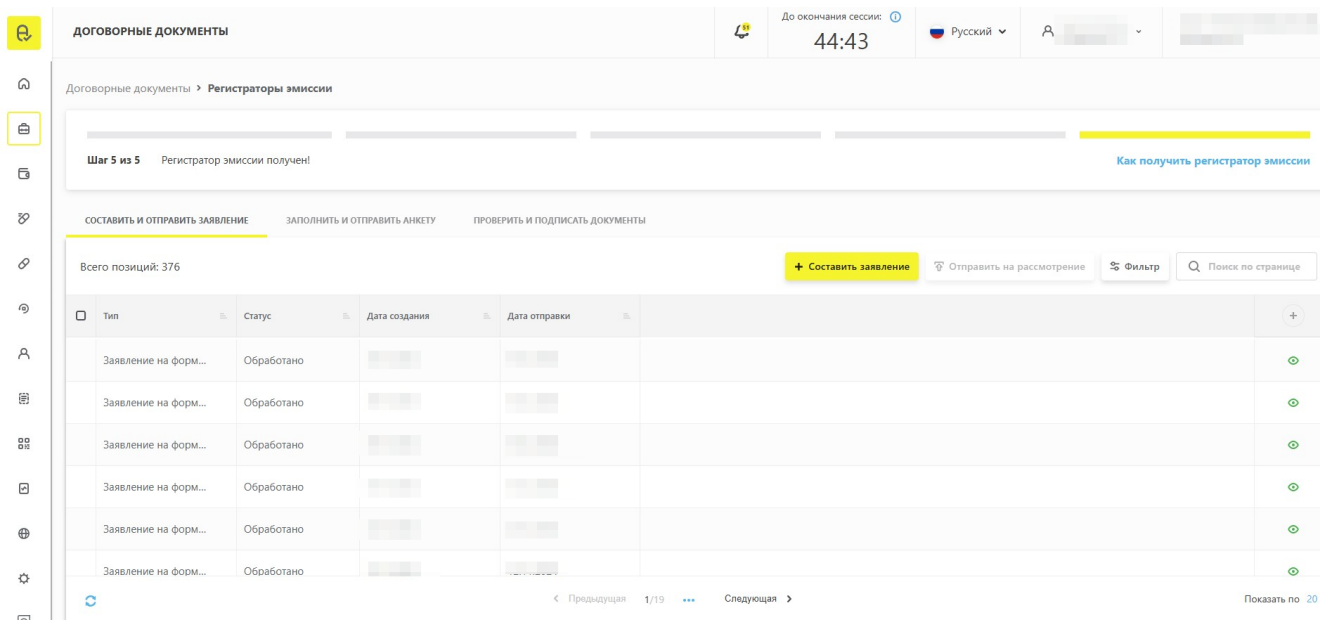 ДОГОВОРНЫЕ ДОКУМЕНТЫ
51
До окончания сессии:
44:43
Русский
Договорные документы > Регистраторы эмиссии
Шаг 5 из 5 Регистратор эмиссии получен!
Как получить регистратор эмиссии
СОСТАВИТЬ И ОТПРАВИТЬ ЗАЯВЛЕНИЕ
ЗАПОЛНИТЬ И ОТПРАВИТЬ АНКЕТУ
ПРОВЕРИТЬ И ПОДПИСАТЬ ДОКУМЕНТЫ
Всего позиций: 376
+ Составить заявление
Отправить на рассмотрение
Фильтр
Поиск по странице
Тип Статус Дата создания Дата отправки
Заявление на форм... Обработано
Заявление на форм... Обработано
Заявление на форм... Обработано
Заявление на форм... Обработано
Заявление на форм... Обработано
Заявление на форм... Обработано
< Предыдущая 1/19 ••• Следующая >
Показать по 20